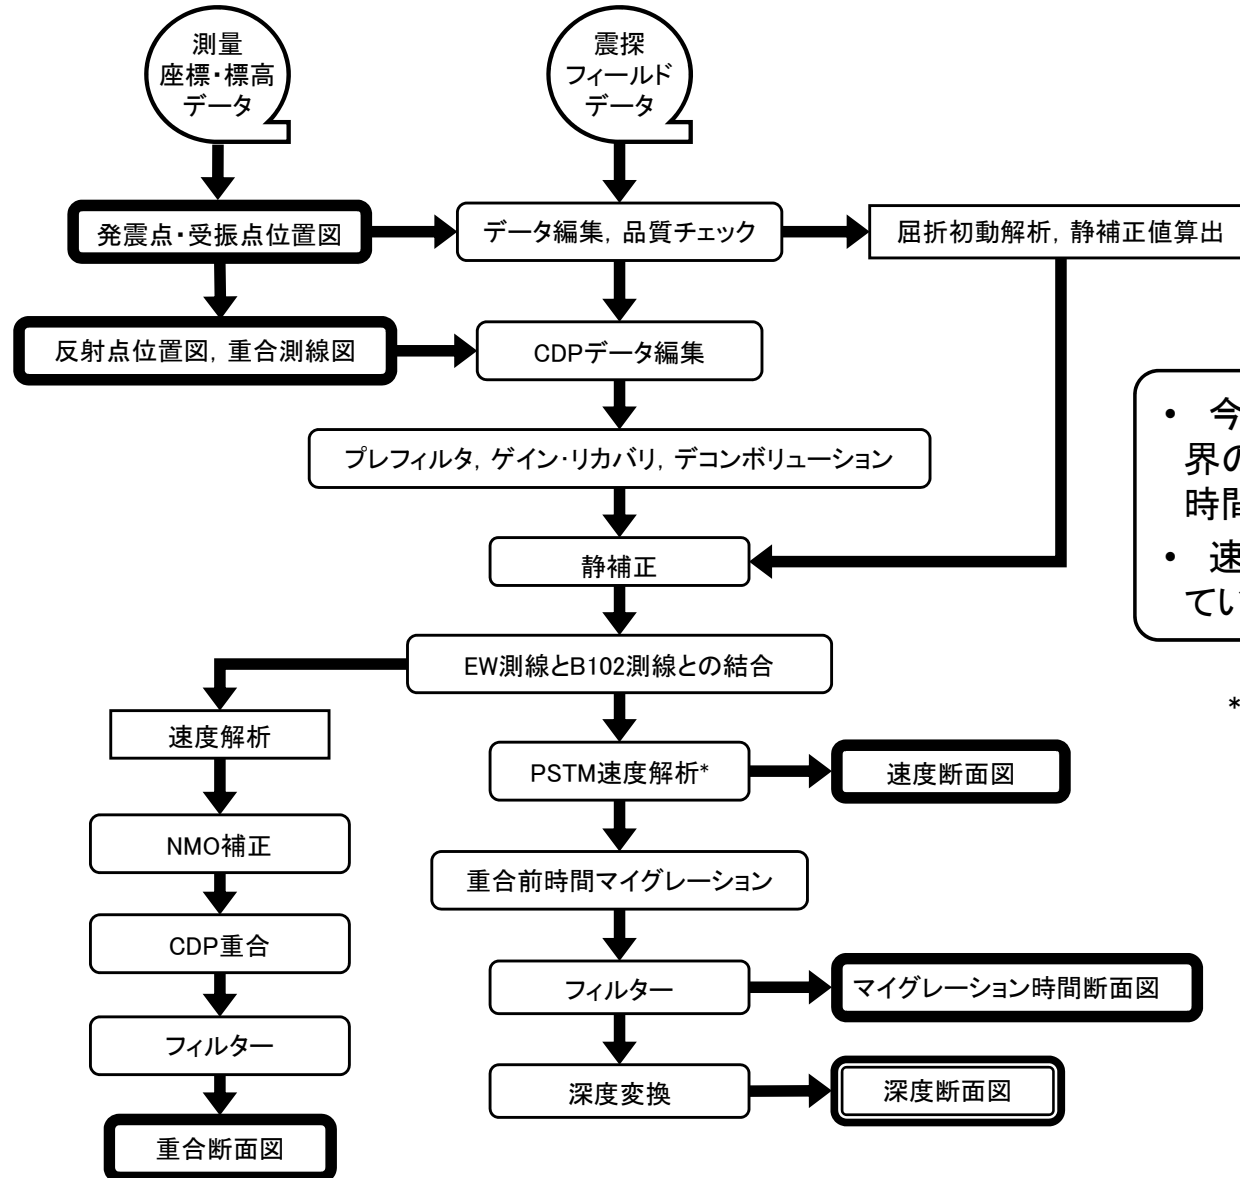 測量
座標・標高
データ
震探
フィールド
データ
発震点・受振点位置図
データ編集, 品質チェック
屈折初動解析, 静補正値算出
反射点位置図, 重合測線図
CDPデータ編集
プレフィルタ, ゲイン・リカバリ, デコンボリューション
• 今
界の
時間
• 速
てい
静補正
EW測線とB102測線との結合
*
速度解析
PSTM速度解析*
速度断面図
NMO補正
重合前時間マイグレーション
CDP重合
フィルター
マイグレーション時間断面図
フィルター
深度変換
深度断面図
重合断面図